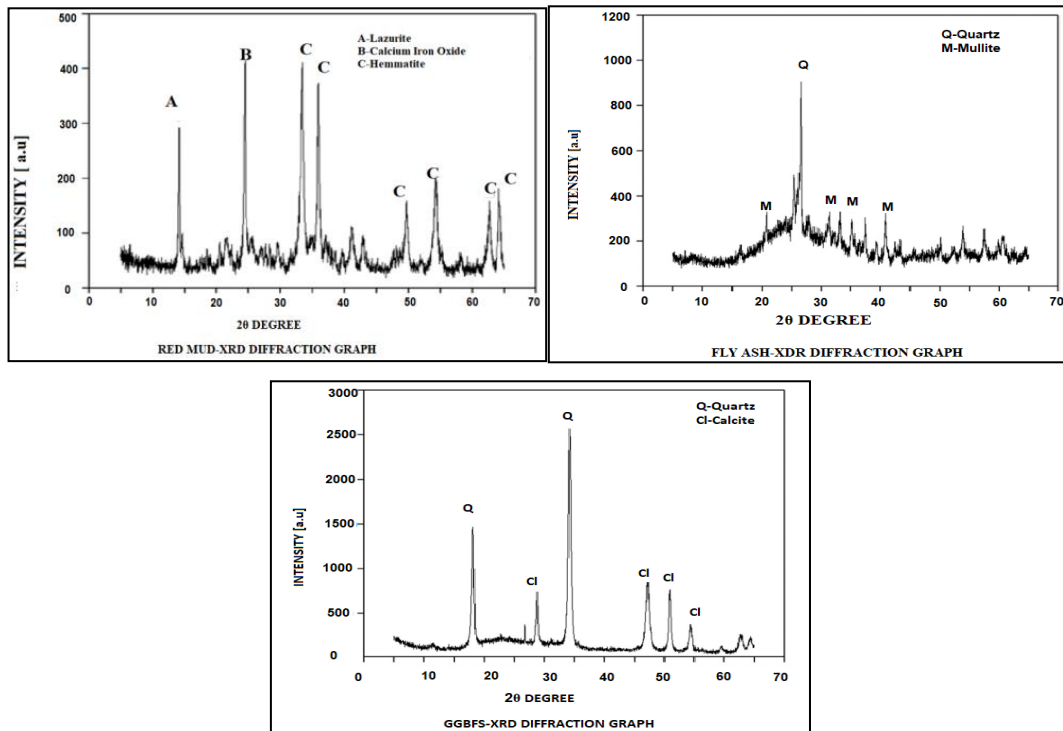 500
400
300
200
100
0
INTENSITY [ a.u]
A-Lazurite
B-Calcium Iron Oxide
C-Hemmatite
A
B
C
C
C
C
C
C
0 10 20 30 40 50 60 70
2θ DEGREE
RED MUD-XRD DIFFRACTION GRAPH
1200
1000
800
600
400
200
0
INTENSITY [a.u]
Q-Quartz
M-Mullite
Q
M
M
M
M
0 10 20 30 40 50 60 70
2θ DEGREE
FLY ASH-XDR DIFFRACTION GRAPH
3000
2500
2000
1500
1000
500
0
INTENSITY [a.u]
Q-Quartz
Cl-Calcite
Q
Cl
Q
Cl
Cl
Cl
0 10 20 30 40 50 60 70
2θ DEGREE
GGBFS-XRD DIFFRACTION GRAPH